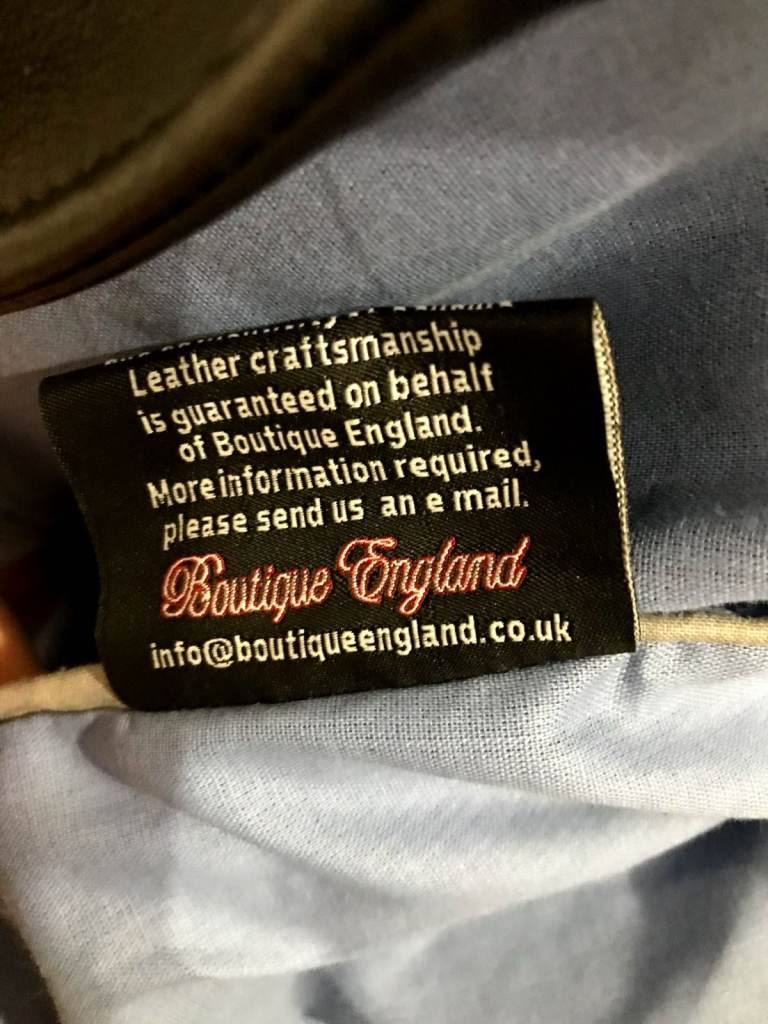 Leather craftsmanship
is guaranteed on behalf
of Boutique England.
More information required,
please send us an e mail.
Boutique England
info@boutiqueengland.co.uk